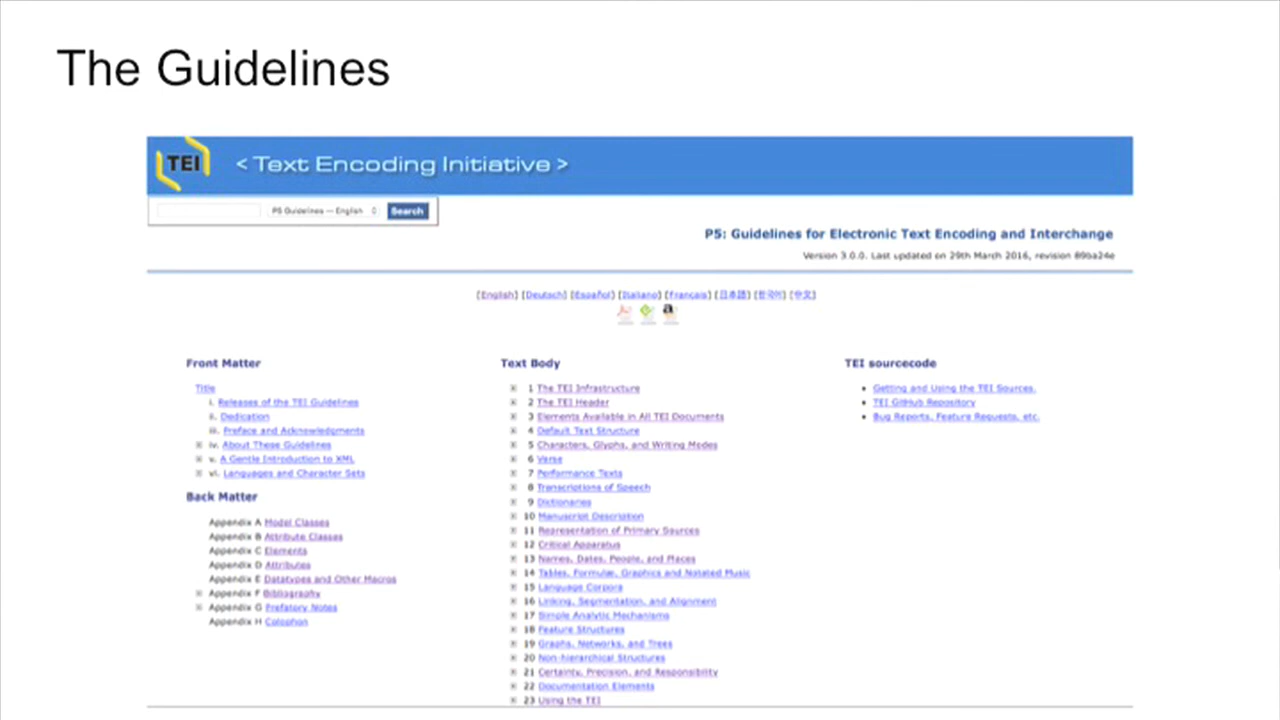 The Guidelines
TEI
< Text Encoding Initiative >
P5 Guidelines — English
Search
P5: Guidelines for Electronic Text Encoding and Interchange
Version 3.0.0. Last updated on 29th March 2016, revision 89ba24e
[English] [Deutsch] [Español] [Italiano] [Français] [日本語] [한국어] [中文]
Front Matter
Title
i. Releases of the TEI Guidelines
ii. Dedication
iii. Preface and Acknowledgments
iv. About These Guidelines
v. A Gentle Introduction to XML
vi. Languages and Character Sets
Back Matter
Appendix A Model Classes
Appendix B Attribute Classes
Appendix C Elements
Appendix D Attributes
Appendix E Datatypes and Other Macros
Appendix F Bibliography
Appendix G Prefatory Notes
Appendix H Colophon
Text Body
1 The TEI Infrastructure
2 The TEI Header
3 Elements Available in All TEI Documents
4 Default Text Structure
5 Characters, Glyphs, and Writing Modes
6 Verse
7 Performance Texts
8 Transcriptions of Speech
9 Dictionaries
10 Manuscript Description
11 Representation of Primary Sources
12 Critical Apparatus
13 Names, Dates, People, and Places
14 Tables, Formulæ, Graphics and Notated Music
15 Language Corpora
16 Linking, Segmentation, and Alignment
17 Simple Analytic Mechanisms
18 Feature Structures
19 Graphs, Networks, and Trees
20 Non-hierarchical Structures
21 Certainty, Precision, and Responsibility
22 Documentation Elements
23 Using the TEI
TEI sourcecode
• Getting and Using the TEI Sources.
• TEI GitHub Repository
• Bug Reports, Feature Requests, etc.